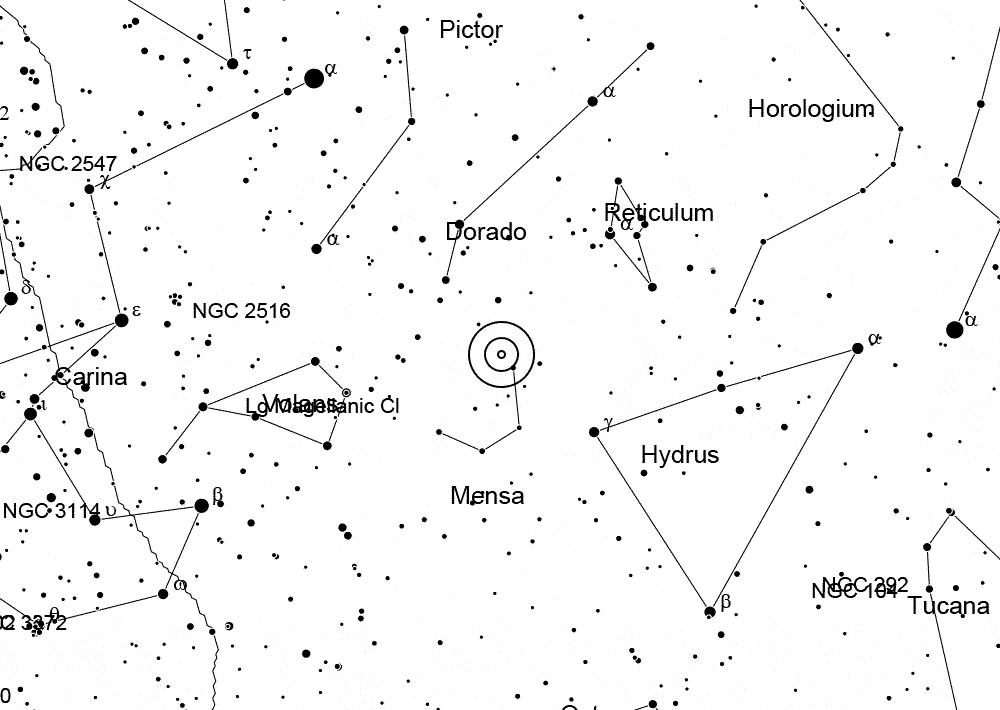 Pictor
τ
α
α
2
Horologium
NGC 2547
χ
Reticulum
α
Dorado
α
δ
ε
NGC 2516
α
α
Carina
Volans
Lg Magellanic Cl
ι
γ
Hydrus
β
Mensa
NGC 3114
υ
ω
NGC 292
NGC 104
β
Tucana
θ
3372
0